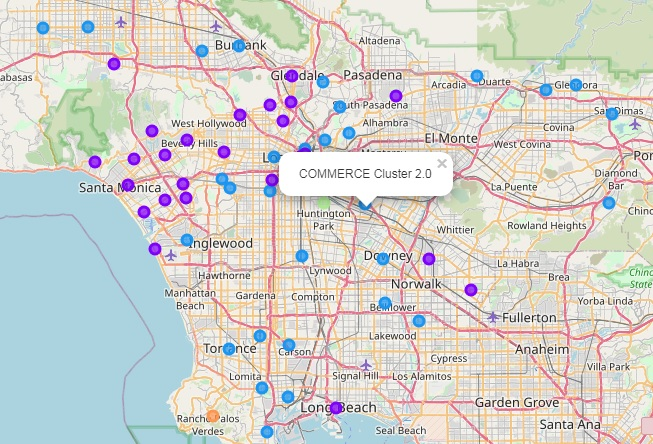 Altadena
Burbank
Glendale
Pasadena
abasas
Arcadia
Duarte
Glendora
South Pasadena
San Dimas
West Hollywood
Alhambra
Covina
Beverly Hills
El Monte
West Covina
Diamond
Bar
COMMERCE Cluster 2.0
×
Santa Monica
La Puente
Huntington
Park
Whittier
Rowland Heights
Inglewood
Downey
La Habra
Lynwood
Hawthorne
Brea
Chino
State
Norwalk
Manhattan
Beach
Gardena
Compton
Yorba Linda
Bellflower
Fullerton
Lakewood
Torrance
Carson
Anaheim
Cypress
Villa Park
Lomita
Signal Hill
Los Alamitos
Long Beach
Garden Grove
Rancho Palos
Verdes
Seal Beach
Santa Ana